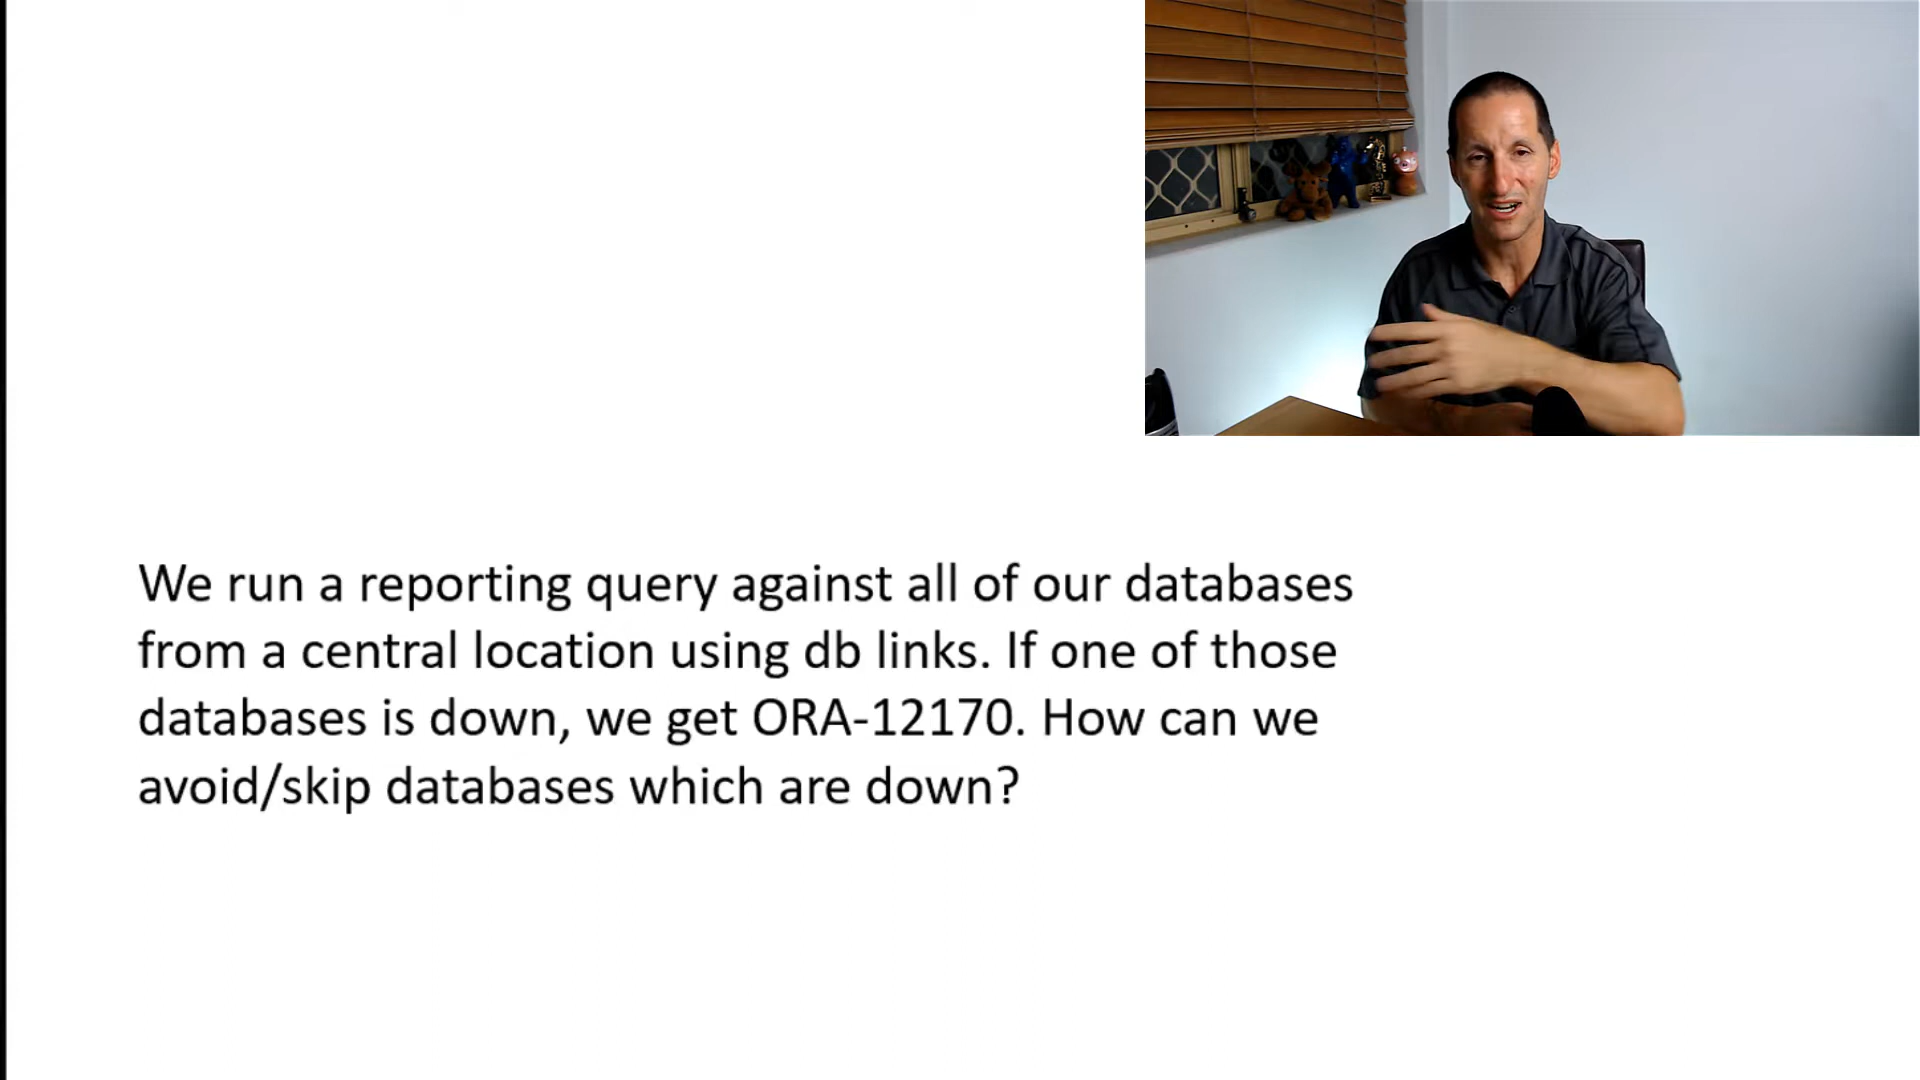 We run a reporting query against all of our databases
from a central location using db links. If one of those
databases is down, we get ORA-12170. How can we
avoid/skip databases which are down?